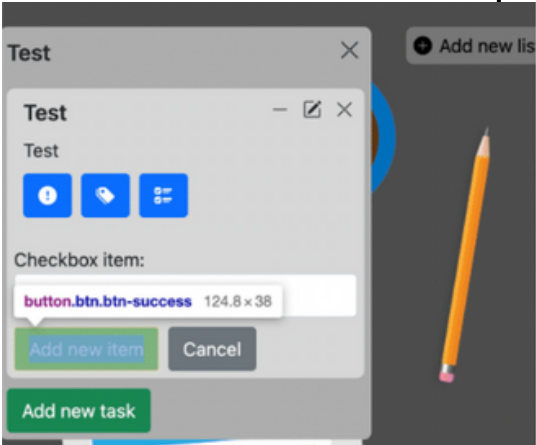 Test
Add new lis
Test
Test
Checkbox item:
button.btn.btn-success 124.8×38
Add new item
Cancel
Add new task